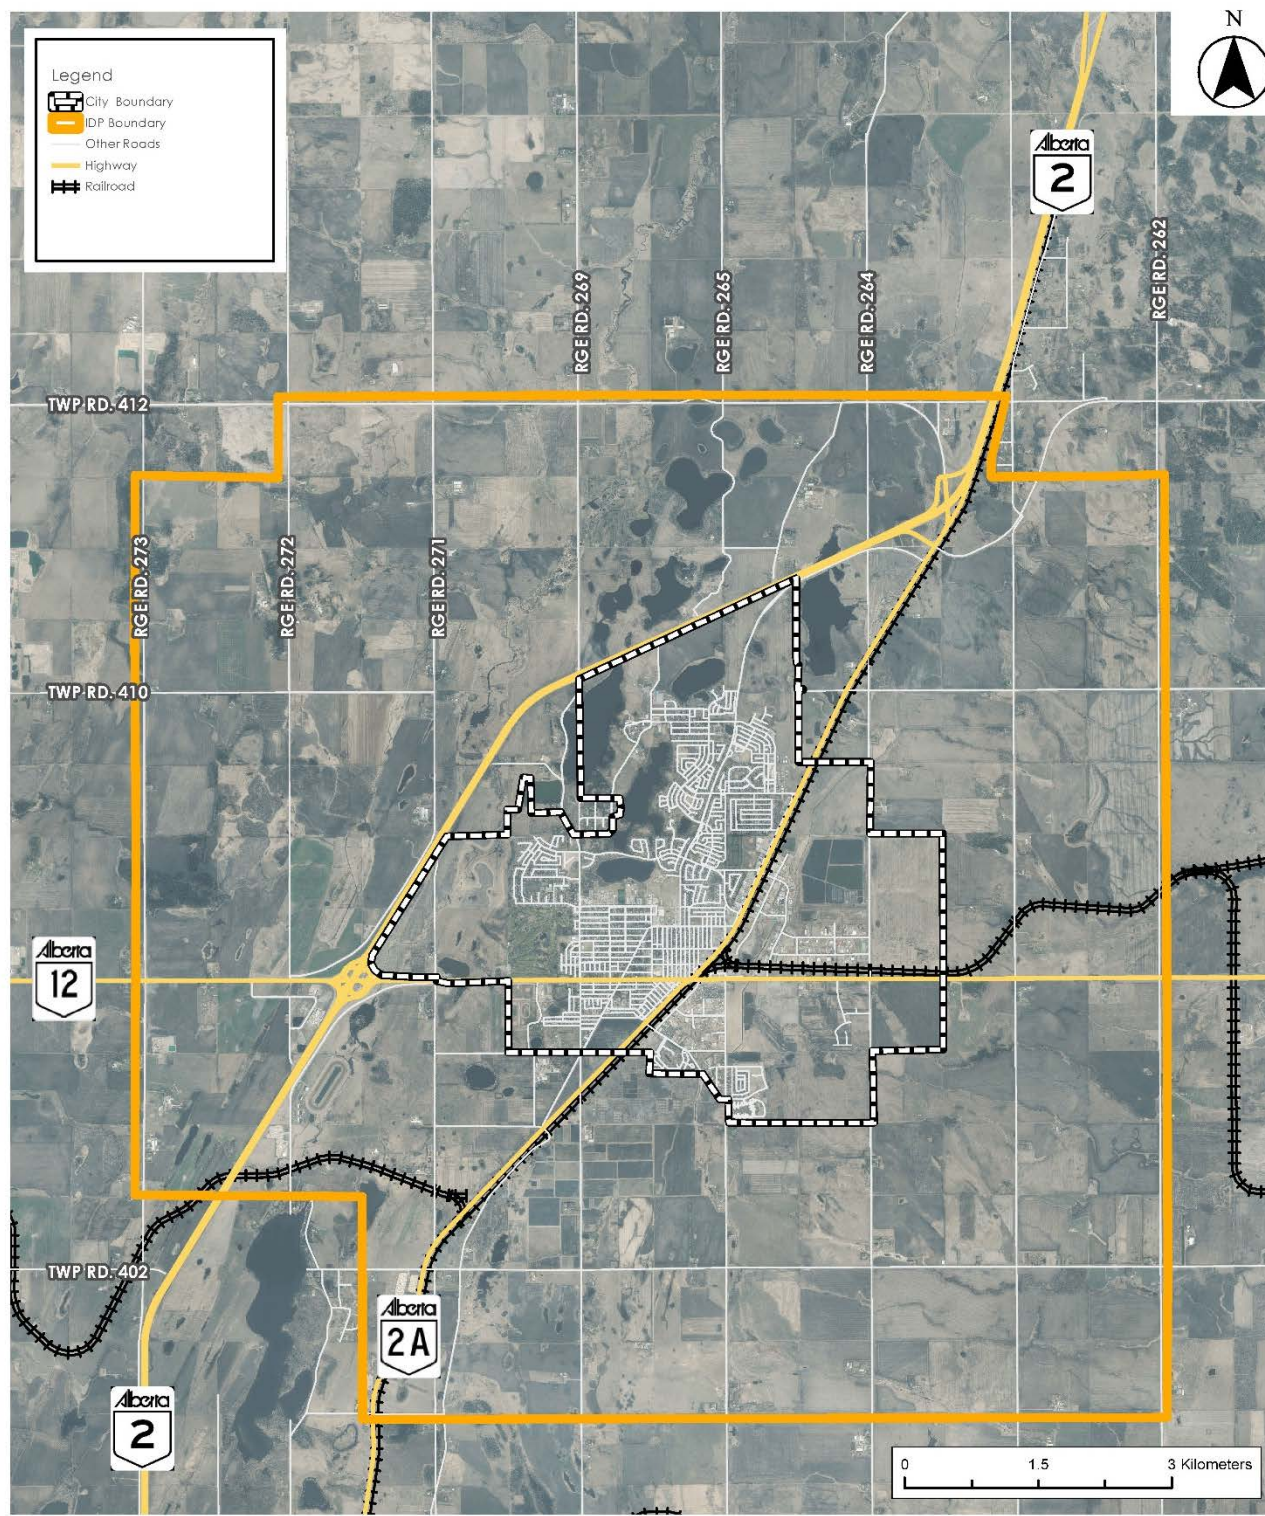 N
Legend
City Boundary
IDP Boundary
Other Roads
Highway
Railroad
Alberta
2
RGE RD. 269
RGE RD. 265
RGE RD. 264
RGE RD. 262
TWP RD. 412
RGE RD. 273
RGE RD. 272
RGE RD. 271
TWP RD. 410
Alberta
12
TWP RD. 402
Alberta
2A
Alberta
2
0 1.5 3 Kilometers